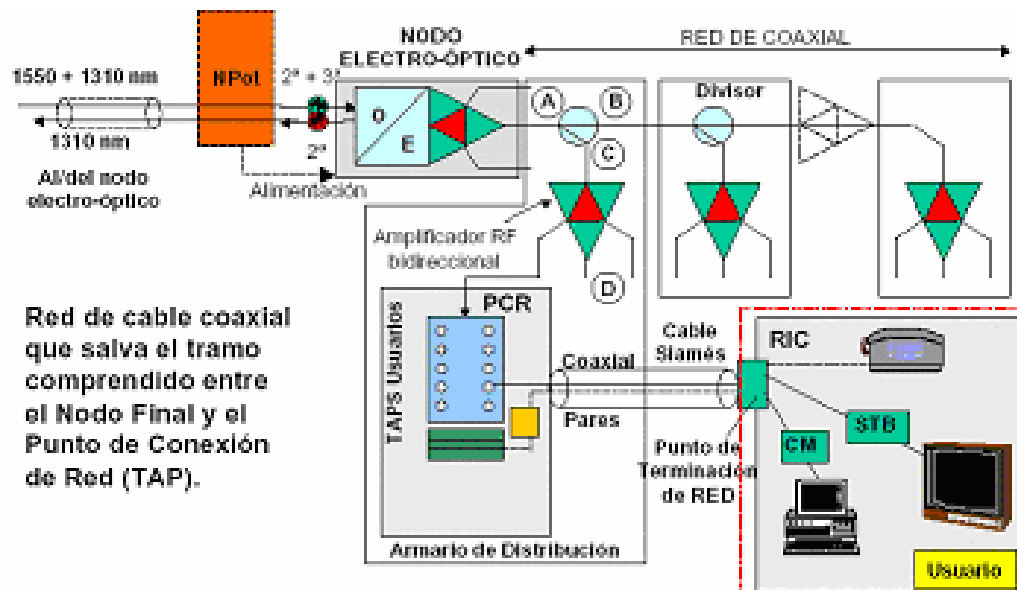 NODO
ELECTRO-ÓPTICO
RED DE COAXIAL
1550 + 1310 nm
NPot
2ª + 3ª
1310 nm
2ª
Al/del nodo
electro-óptico
Alimentación
O
E
A
B
C
Divisor
Amplificador RF
bidireccional
D
PCR
TAPS Usuarios
Coaxial
Pares
Cable
Siamés
RIC
STB
CM
Punto de
Terminación
de RED
Armario de Distribución
Usuario
Red de cable coaxial
que salva el tramo
comprendido entre
el Nodo Final y el
Punto de Conexión
de Red (TAP).